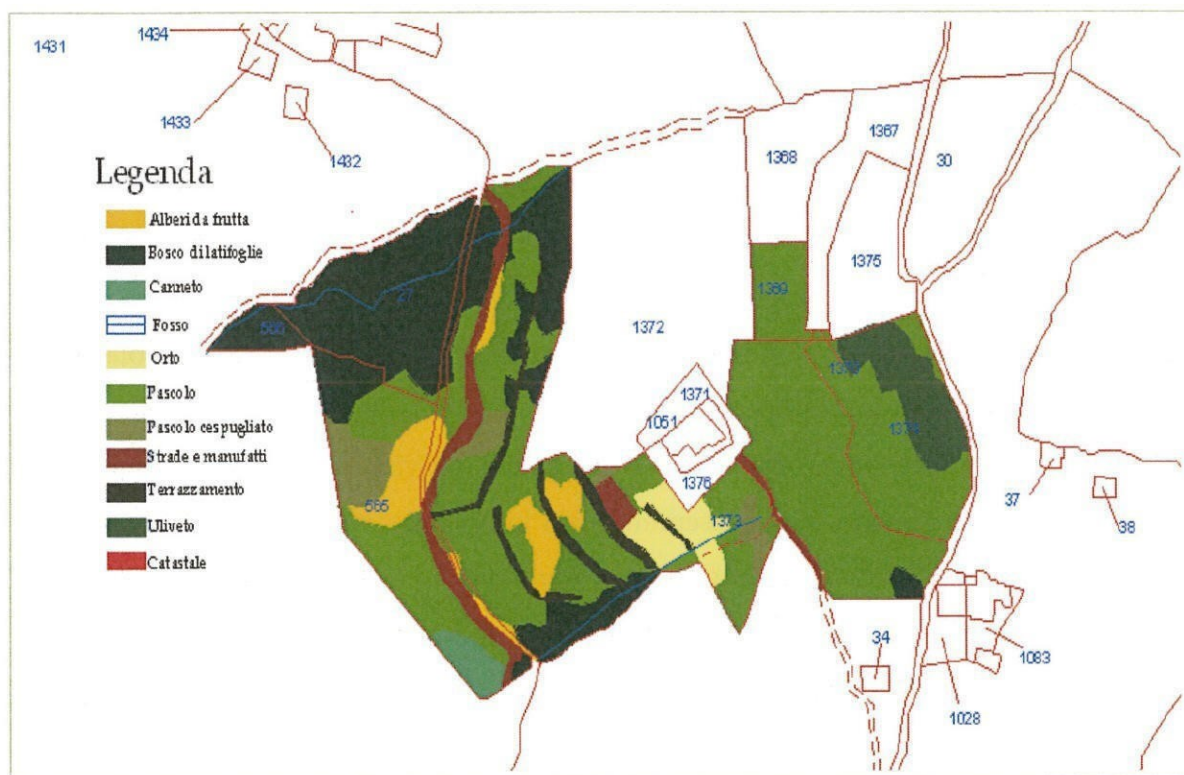 1431
1434
1433
1432
Legenda
Alberi da frutta
Bosco di latifoglie
Canneto
Fosso
Orto
Pascolo
Pascolo cespugliato
Strade e manufatti
Terrazzamento
Uliveto
Catastale
1367
1368
30
1375
1369
1372
27
566
1371
1051
1376
1373
565
37
38
34
1083
1028